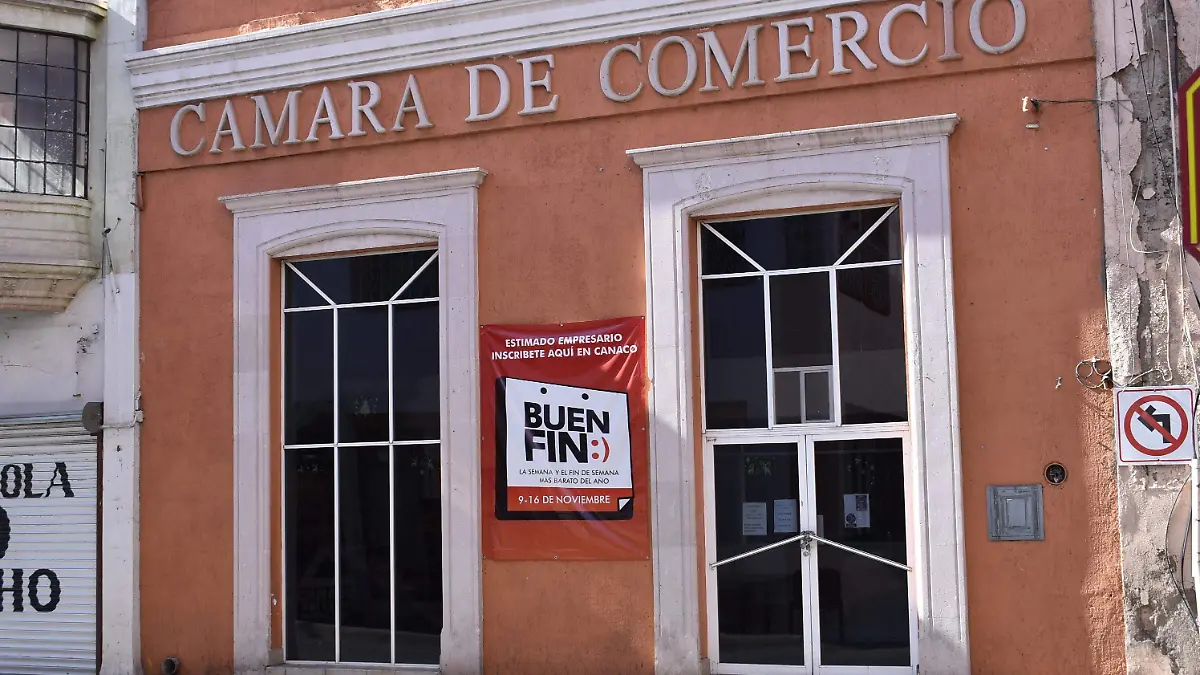 CAMARA DE COMERCIO
ESTIMADO EMPRESARIO
INSCRIBETE AQUÍ EN CANACO
BUEN
FIN:)
LA SEMANA Y EL FIN DE SEMANA
MAS BARATO DEL AÑO
9-16 DE NOVIEMBRE
OLA
HO